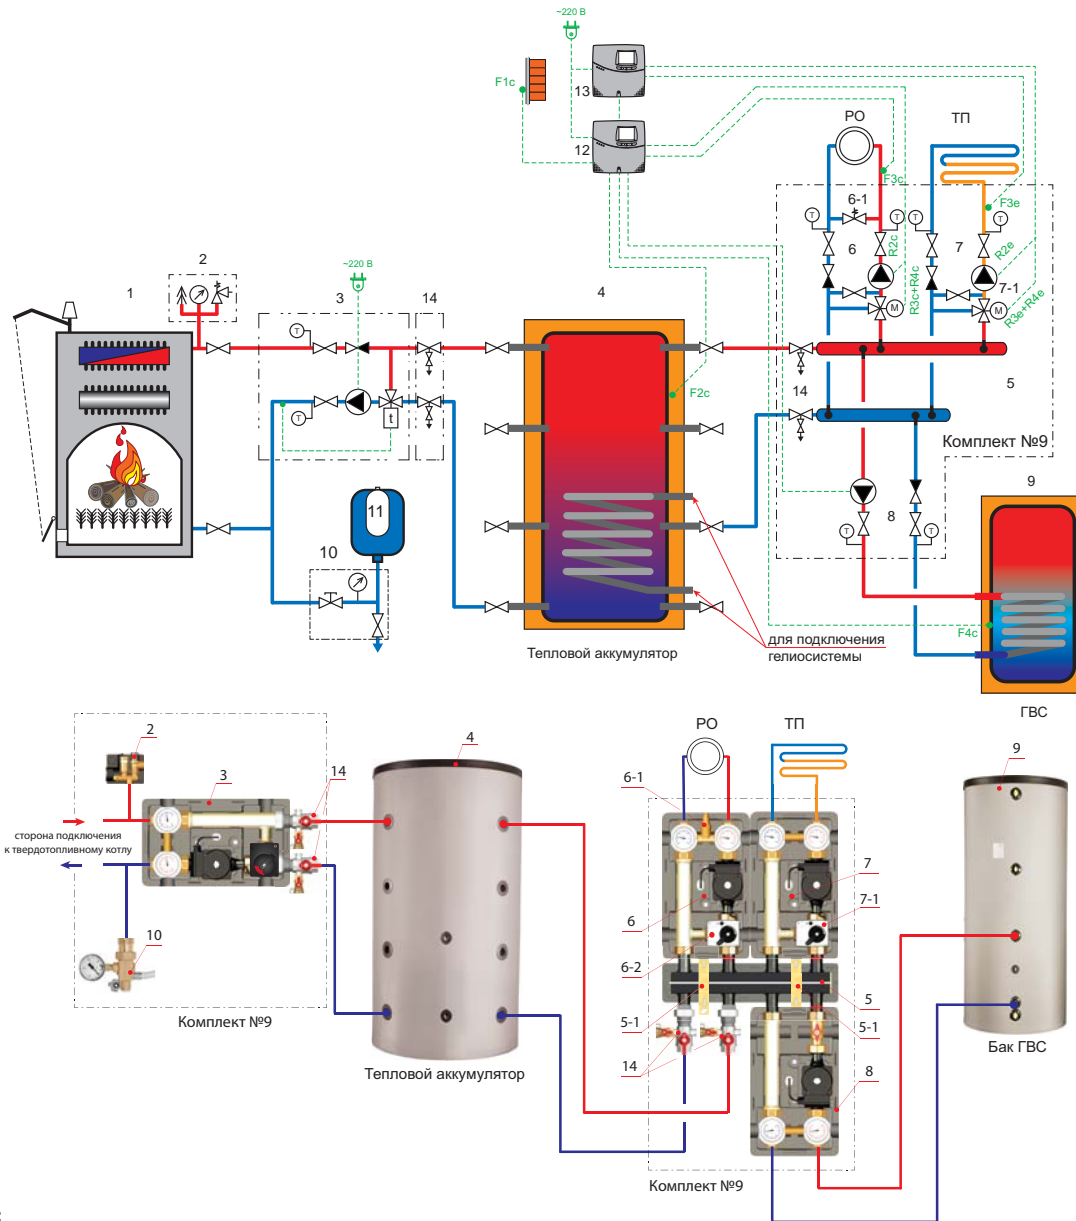 ~220 В
F1c
13
12
РО
ТП
F3c
F3e
6-1
T
T
T
T
6
R2c
7
R2e
7-1
R3c+R4c
M
M
R3e+R4e
1
2
~220 В
3
14
4
T
T
t
F2c
14
5
Комплект №9
9
11
10
8
T
T
F4c
для подключения
гелиосистемы
Тепловой аккумулятор
ГВС
2
3
14
4
РО
ТП
9
6-1
сторона подключения
к твердотопливному котлу
7
6
7-1
10
6-2
5
5-1
5-1
Комплект №9
14
8
Тепловой аккумулятор
Бак ГВС
Комплект №9